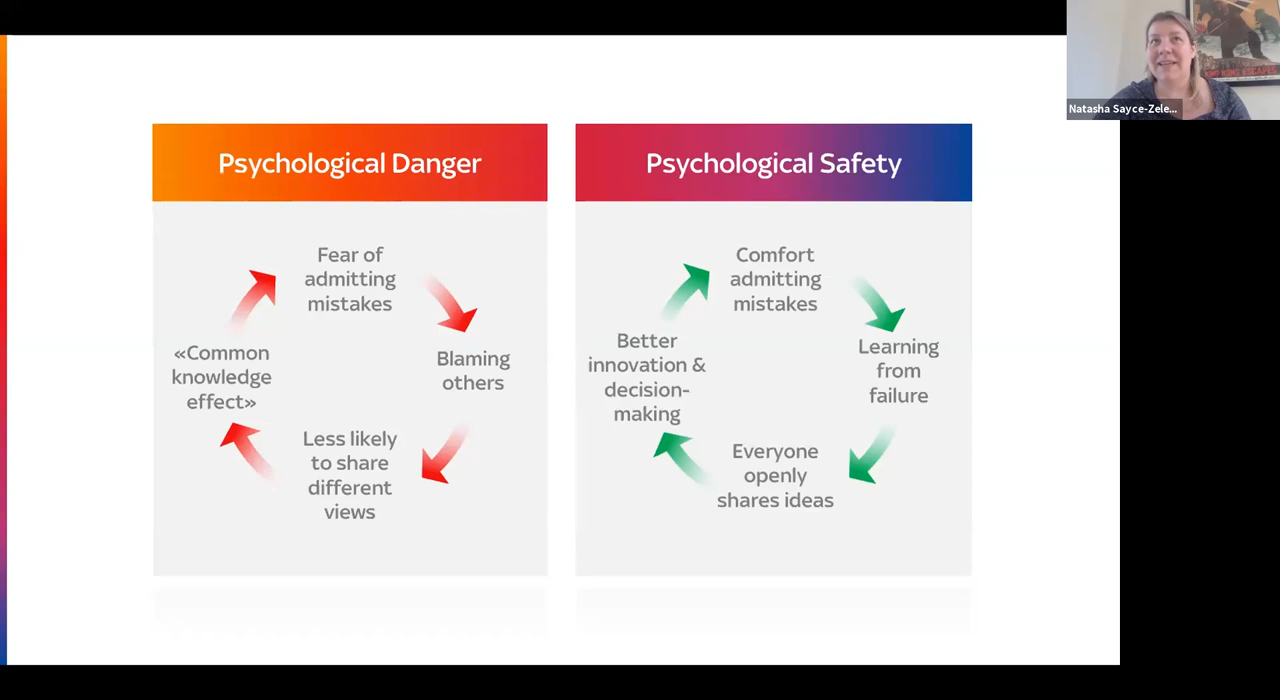 Natasha Sayce-Zele...
Psychological Danger
Fear of
admitting
mistakes
Blaming
others
Less likely
to share
different
views
«Common
knowledge
effect»
Psychological Safety
Comfort
admitting
mistakes
Learning
from
failure
Everyone
openly
shares ideas
Better
innovation &
decision-
making